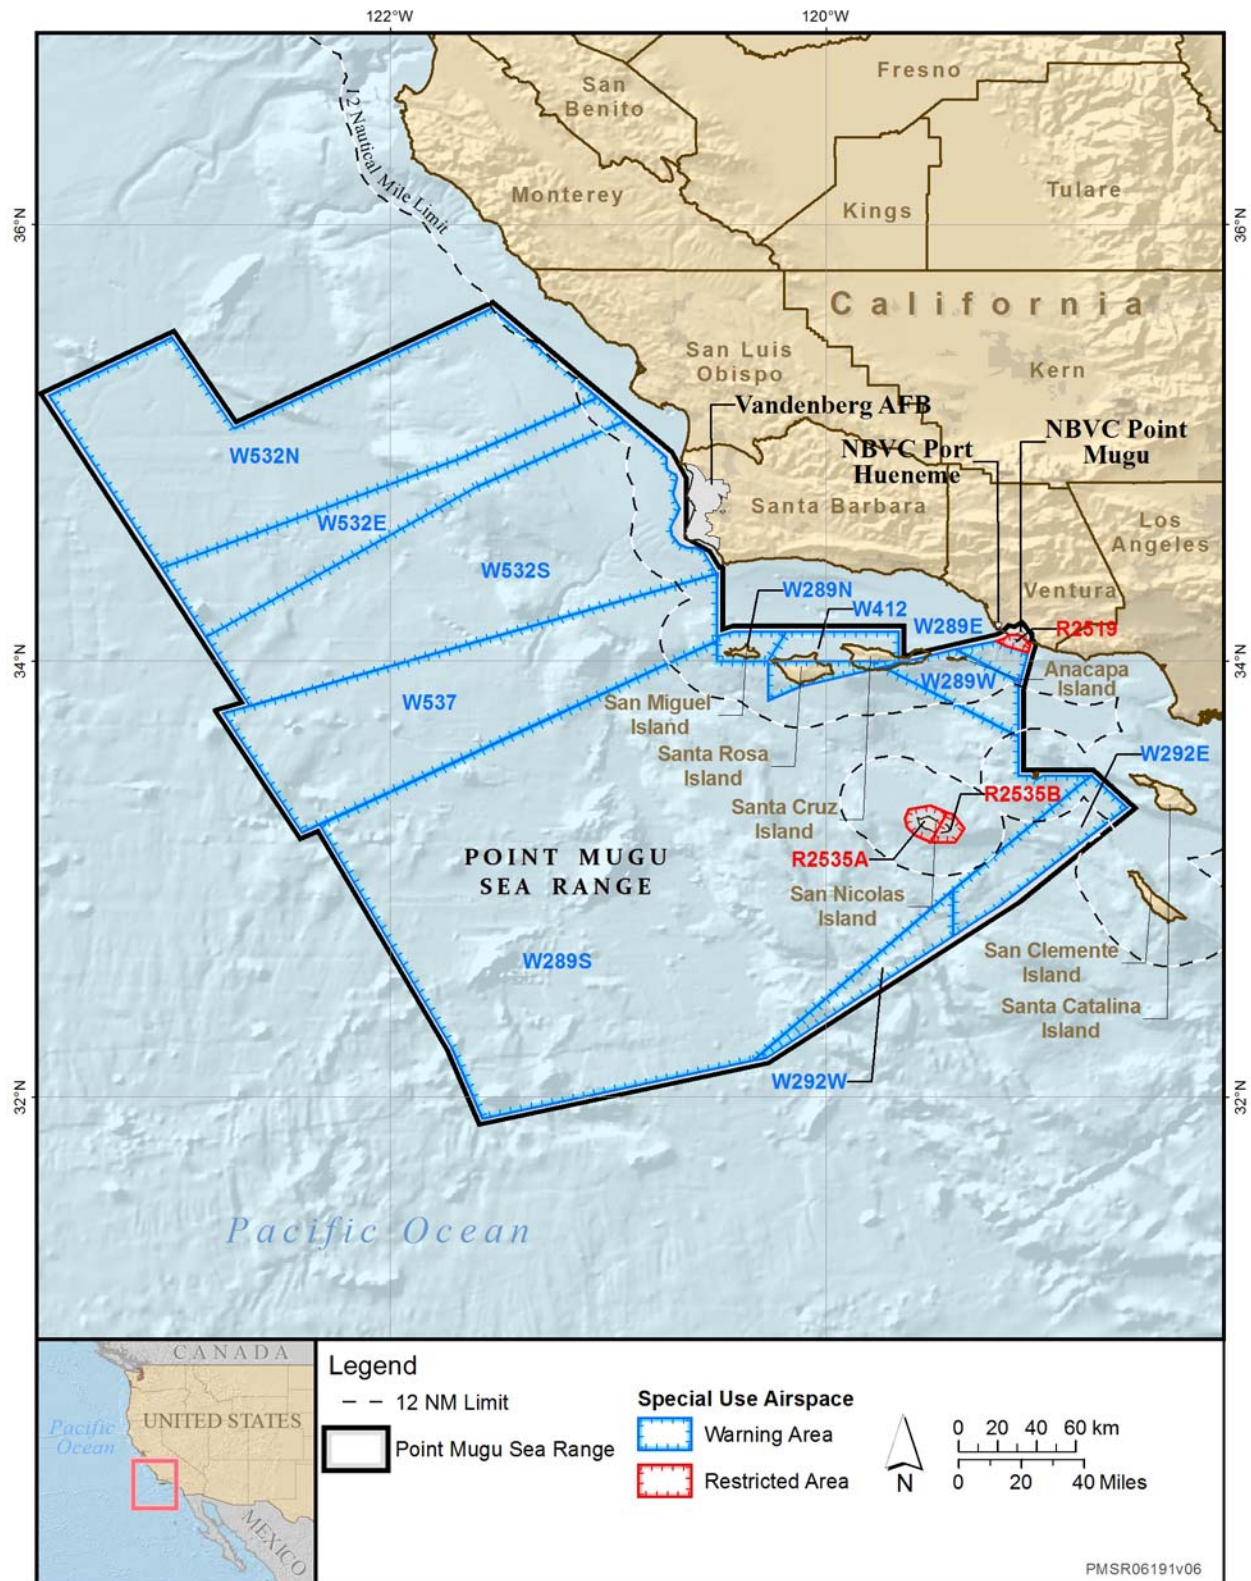 122°W
120°W
Fresno
San
Benito
12 Nautical Mile Limit
Monterey
Tulare
Kings
36°N
36°N
California
San Luis
Obispo
Kern
Vandenberg AFB
NBVC Point
Mugu
NBVC Port
Hueneme
W532N
Santa Barbara
Los
Angeles
W532E
W532S
W289N
Ventura
W412
W289E
R2519
34°N
34°N
Anacapa
Island
W289W
W537
San Miguel
Island
Santa Rosa
Island
W292E
Santa Cruz
Island
R2535B
POINT MUGU
SEA RANGE
R2535A
San Nicolas
Island
W289S
San Clemente
Island
Santa Catalina
Island
W292W
32°N
32°N
Pacific Ocean
CANADA
UNITED STATES
Pacific
Ocean
MEXICO
Legend
12 NM Limit
Point Mugu Sea Range
Special Use Airspace
Warning Area
Restricted Area
N
0 20 40 60 km
0 20 40 Miles
PMSR06191v06